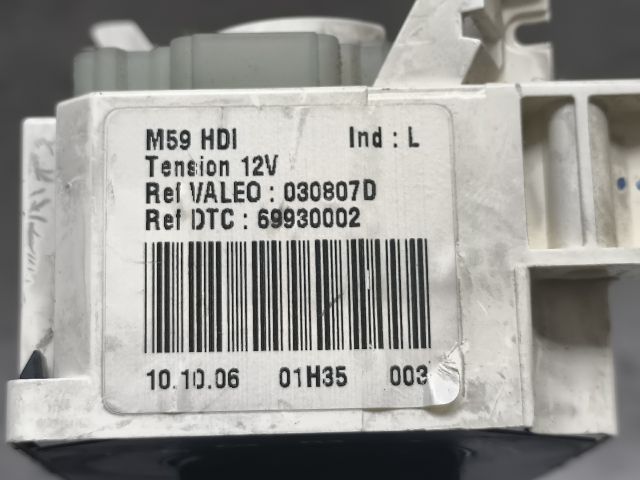 M59 HDI Ind : L
Tension 12V
Ref VALEO : 030807D
Ref DTC : 69930002
10.10.06 01H35 003